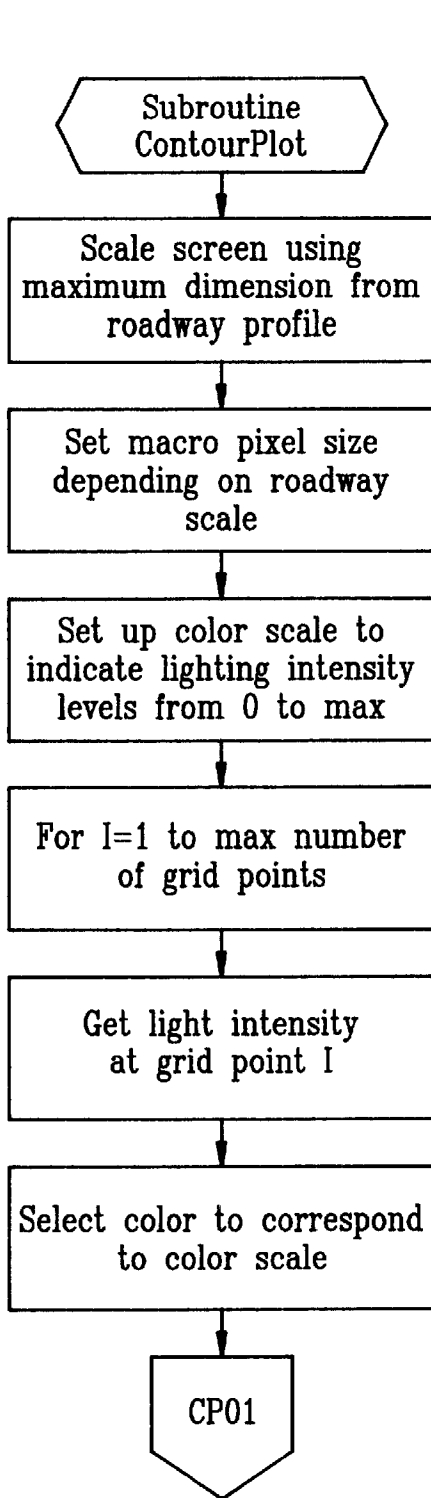 Subroutine
ContourPlot
Scale screen using
maximum dimension from
roadway profile
Set macro pixel size
depending on roadway
scale
Set up color scale to
indicate lighting intensity
levels from 0 to max
For I=1 to max number
of grid points
Get light intensity
at grid point I
Select color to correspond
to color scale
CP01